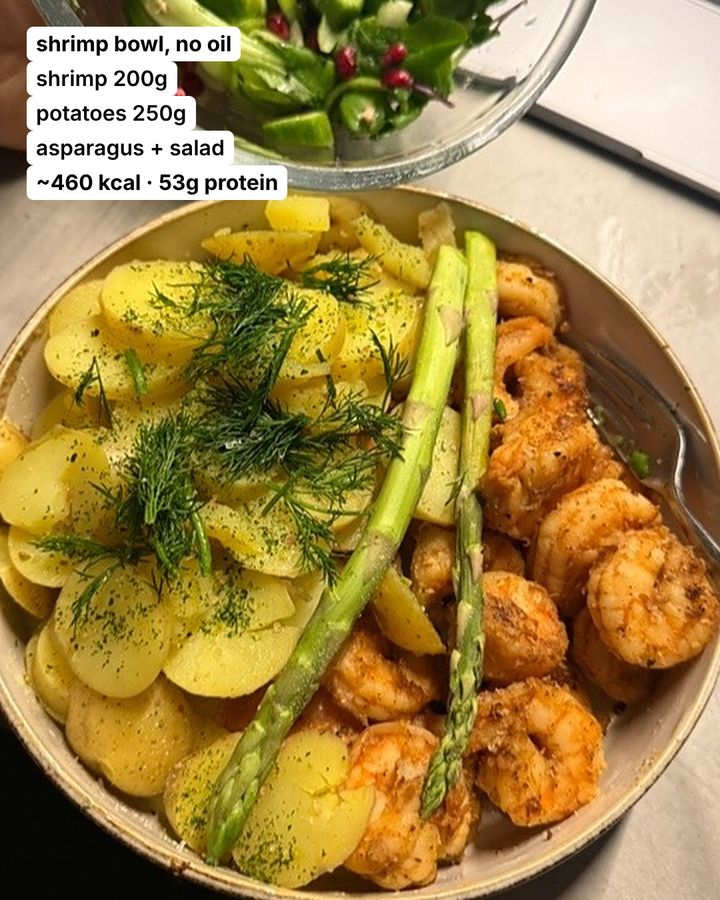 shrimp bowl, no oil
shrimp 200g
potatoes 250g
asparagus + salad
~460 kcal · 53g protein